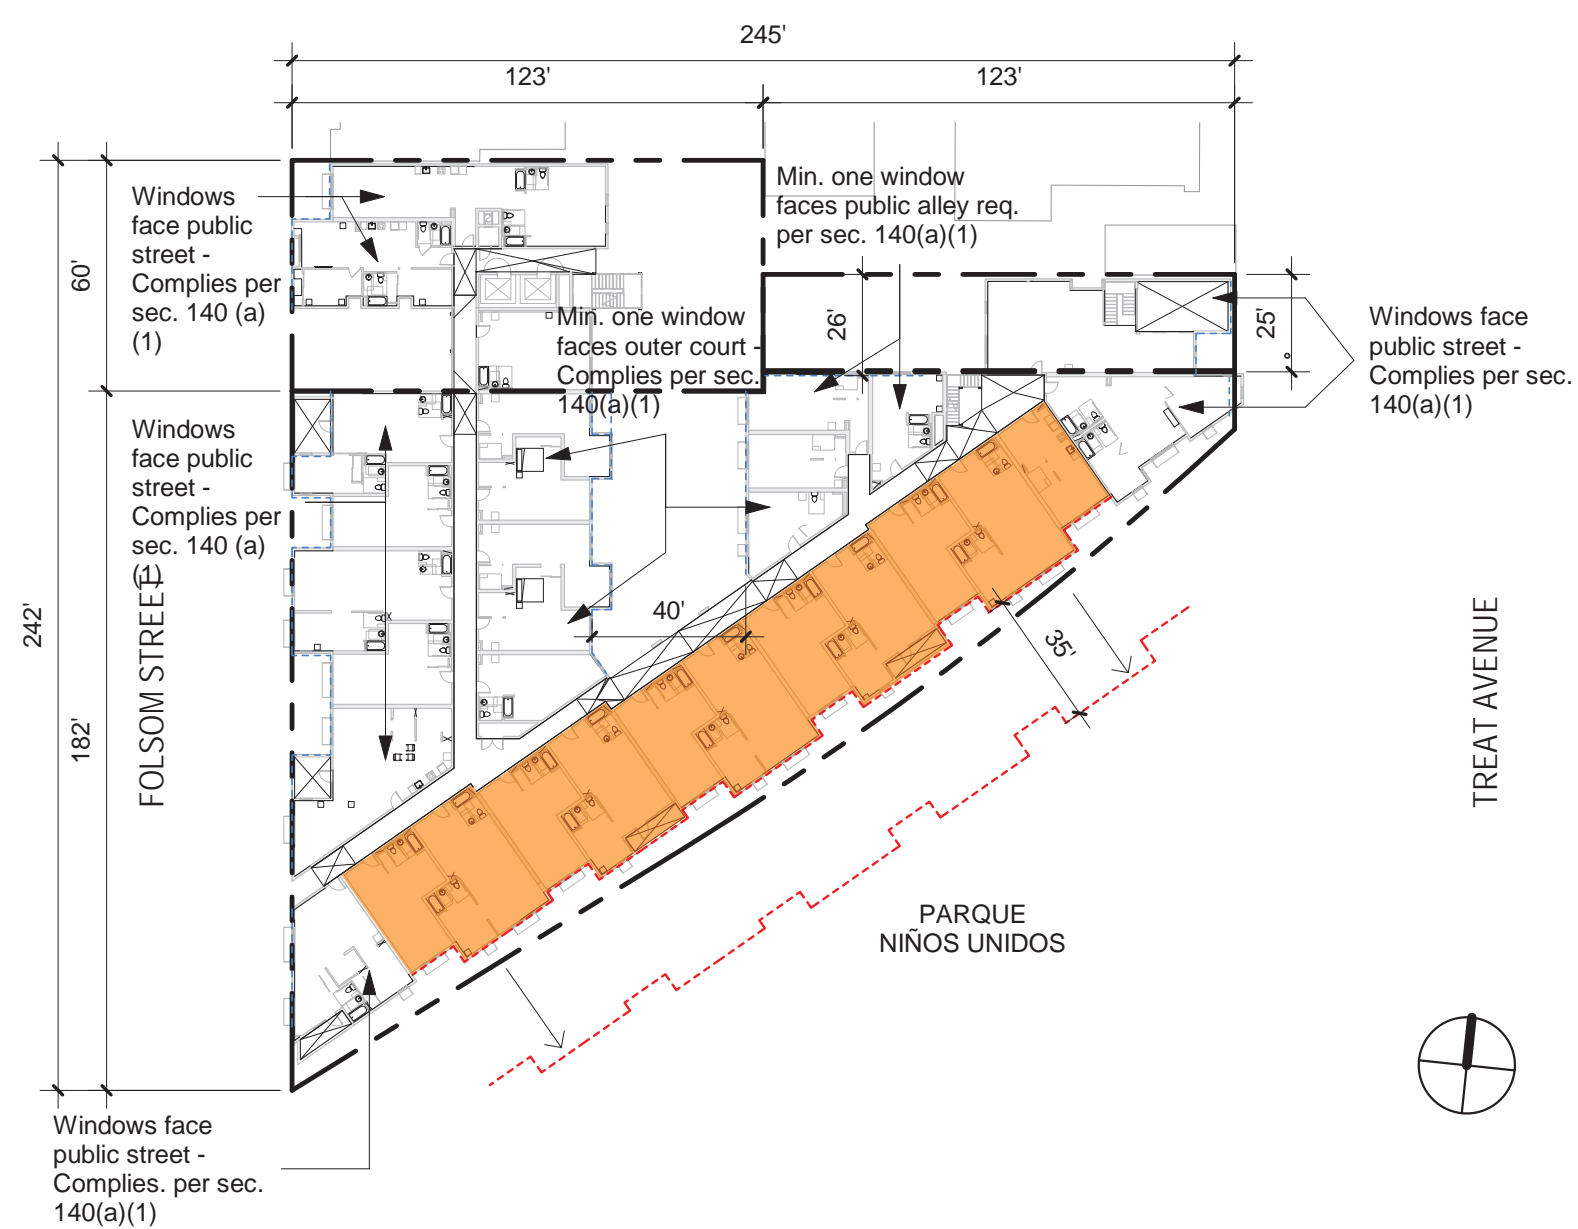 245'
123'
123'
Windows
face public
street -
Complies per
sec. 140 (a)
(1)
Min. one window
faces public alley req.
per sec. 140(a)(1)
60'
Min. one window
faces outer court -
Complies per sec.
140(a)(1)
26'
25'
Windows face
public street -
Complies per sec.
140(a)(1)
Windows
face public
street -
Complies per
sec. 140 (a)
(1)
242'
182'
40'
35'
FOLSOM STREET
TREAT AVENUE
PARQUE
NIÑOS UNIDOS
Windows face
public street -
Complies. per sec.
140(a)(1)